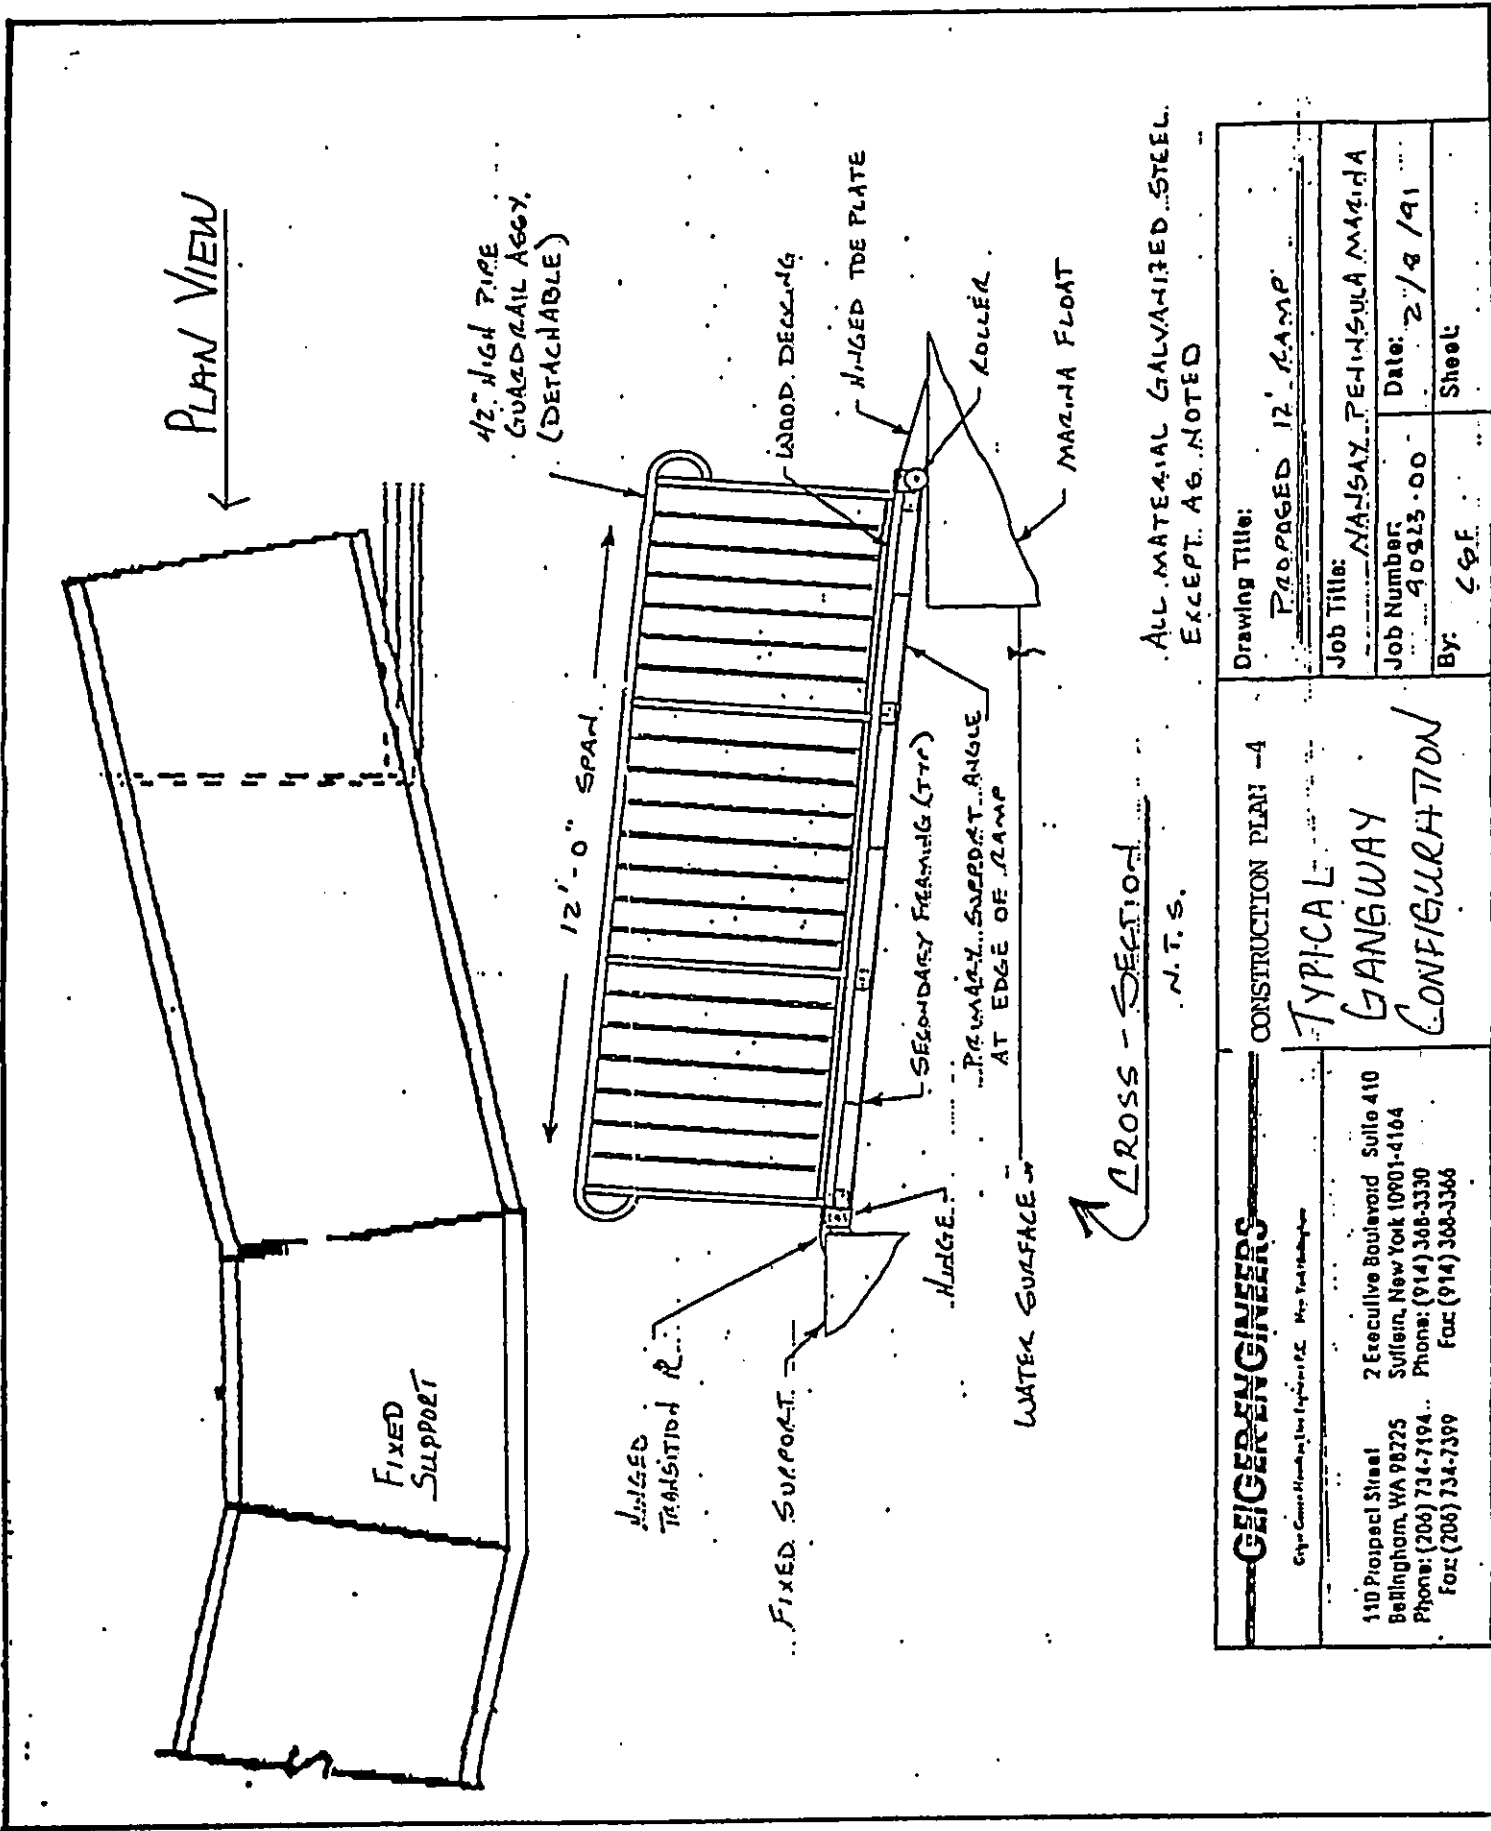 PLAN VIEW
FIXED
SUPPORT
42" HIGH PIPE
GUARDRAIL ASSY.
(DETACHABLE)
12'-0" SPAN
WOOD DECKING
HINGED TOE PLATE
ROLLER
MARINA FLOAT
HINGED
TRANSITION PL
FIXED SUPPORT
HINGE
SECONDARY FRAMING (TYP)
PRIMARY SUPPORT ANGLE
AT EDGE OF RAMP
WATER SURFACE
CROSS - SECTION
N.T.S.
ALL MATERIAL GALVANIZED STEEL
EXCEPT AS NOTED
GEIGER ENGINEERS
110 Prospect Street
Bellingham, WA 98225
Phone: (206) 734-7194
Fax: (206) 734-7399
2 Executive Boulevard Suite 410
Suffern, New York 10901-4164
Phone: (914) 368-3330
Fax: (914) 368-3366
CONSTRUCTION PLAN -4
TYPICAL
GANGWAY
CONFIGURATION
Drawing Title:
PROPOSED 12' RAMP
Job Title:
NANSAY PENINSULA MARINA
Job Number:
90823.00
Date: 2/8/91
By:
Sheet: